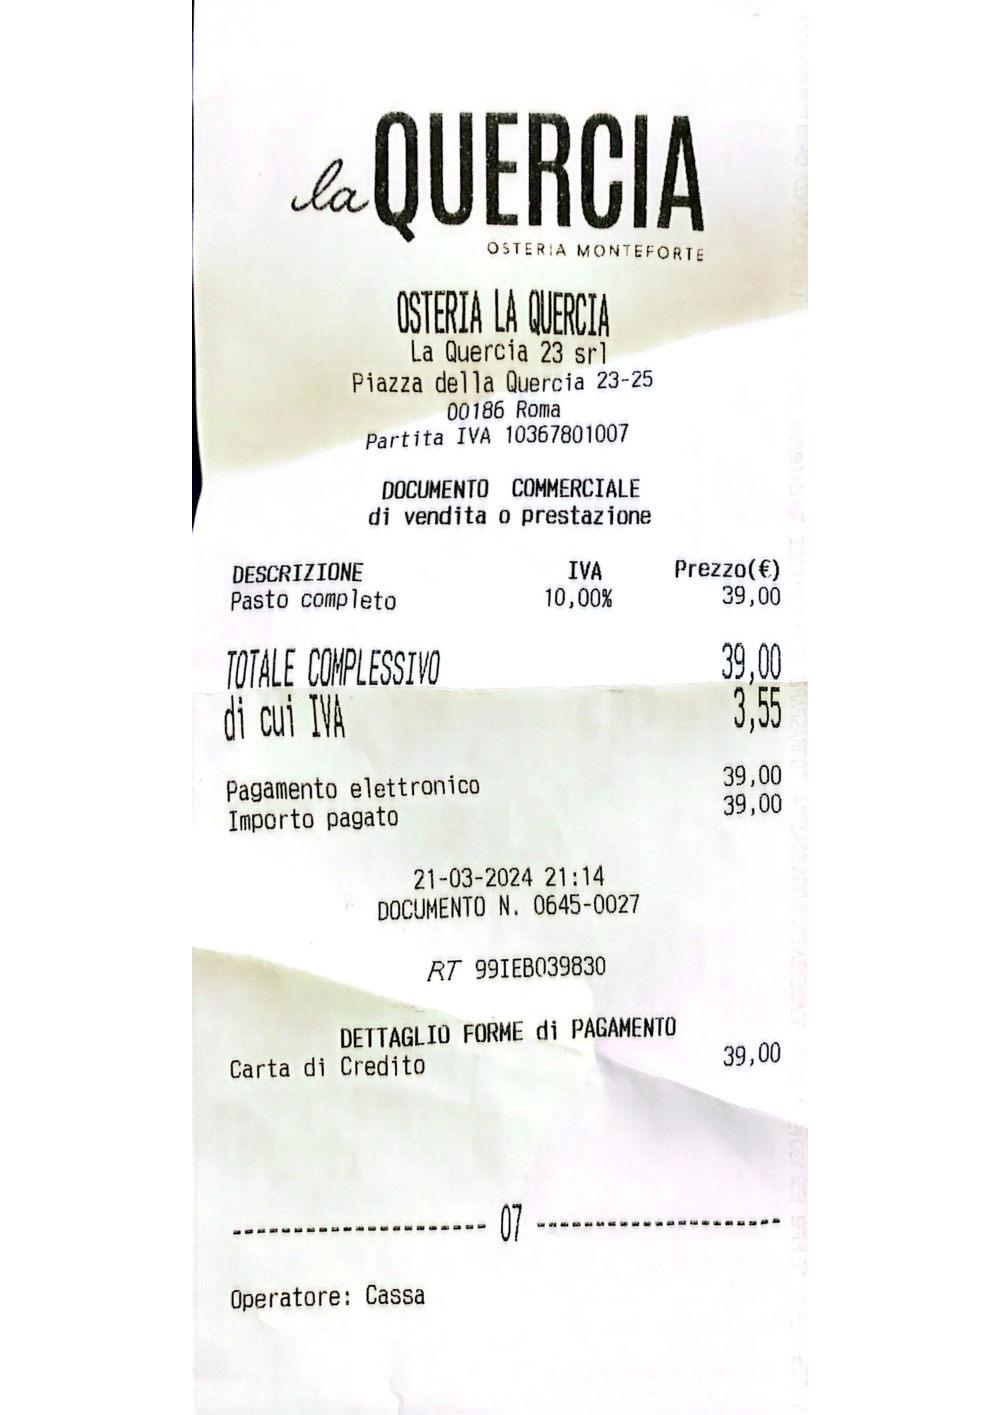 la QUERCIA
OSTERIA MONTEFORTE
OSTERIA LA QUERCIA
La Quercia 23 srl
Piazza della Quercia 23-25
00186 Roma
Partita IVA 10367801007
DOCUMENTO COMMERCIALE
di vendita o prestazione
DESCRIZIONE IVA Prezzo(€)
Pasto completo 10,00% 39,00
TOTALE COMPLESSIVO 39,00
di cui IVA 3,55
Pagamento elettronico 39,00
Importo pagato 39,00
21-03-2024 21:14
DOCUMENTO N. 0645-0027
RT 99IEB039830
DETTAGLIO FORME di PAGAMENTO
Carta di Credito 39,00
--------------------- 07 ---------------------
Operatore: Cassa